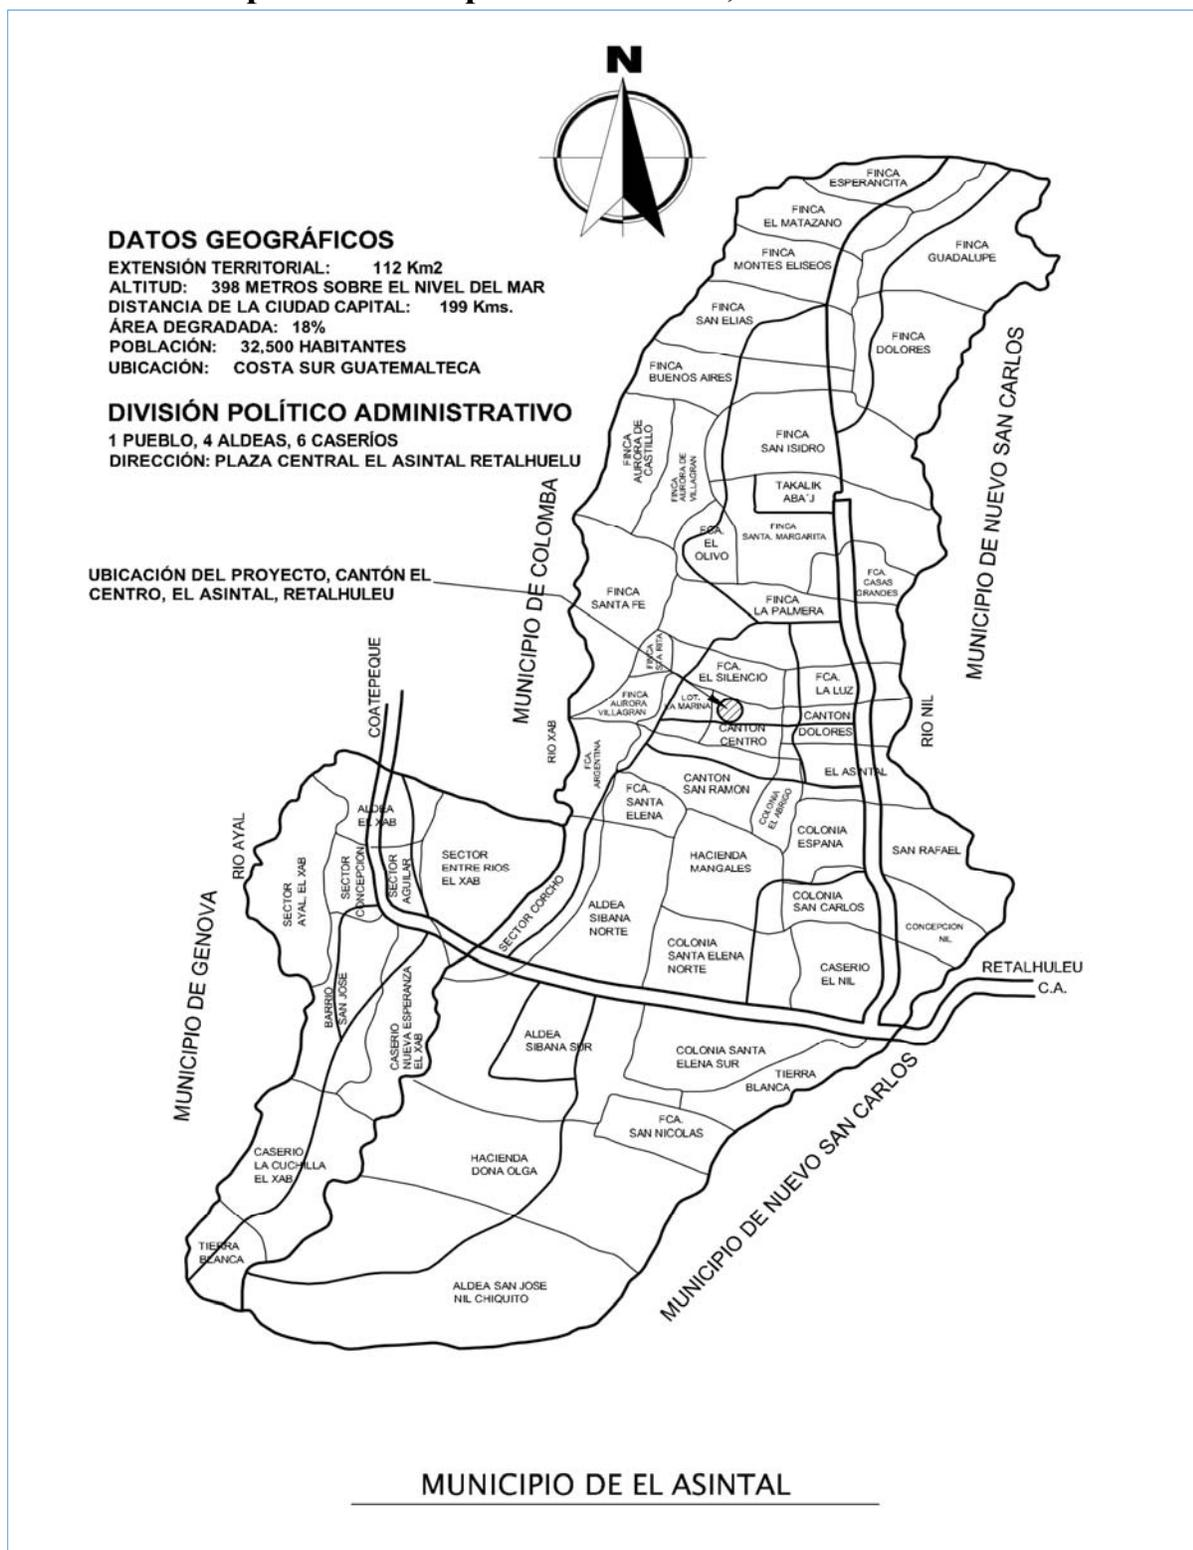 N
DATOS GEOGRÁFICOS
EXTENSIÓN TERRITORIAL: 112 Km2
ALTITUD: 398 METROS SOBRE EL NIVEL DEL MAR
DISTANCIA DE LA CIUDAD CAPITAL: 199 Kms.
ÁREA DEGRADADA: 18%
POBLACIÓN: 32,500 HABITANTES
UBICACIÓN: COSTA SUR GUATEMALTECA
DIVISIÓN POLÍTICO ADMINISTRATIVO
1 PUEBLO, 4 ALDEAS, 6 CASERÍOS
DIRECCIÓN: PLAZA CENTRAL EL ASINTAL RETALHUELU
UBICACIÓN DEL PROYECTO, CANTÓN EL
CENTRO, EL ASINTAL, RETALHULEU
FINCA
ESPERANCITA
FINCA
EL MATAZANO
FINCA
GUADALUPE
FINCA
MONTES ELISEOS
FINCA
SAN ELIAS
FINCA
DOLORES
FINCA
BUENOS AIRES
FINCA
AURORA DE
CASTILLO
FINCA
AURORA DE
VILLAGRAN
FINCA
SAN ISIDRO
TAKALIK
ABA´J
FCA.
EL
OLIVO
FINCA
SANTA. MARGARITA
FCA.
CASAS
GRANDES
FINCA
SANTA FE
FINCA
LA PALMERA
FINCA
STA RITA
FCA.
EL SILENCIO
FCA.
LA LUZ
FINCA
AURORA
VILLAGRAN
LOT.
LA MARINA
CANTON
CENTRO
CANTON
DOLORES
FCA.
ARGENTINA
EL ASINTAL
CANTON
SAN RAMON
FCA.
SANTA
ELENA
COLONIA
EL ABRIGO
COLONIA
ESPANA
SAN RAFAEL
HACIENDA
MANGALES
COLONIA
SAN CARLOS
CONCEPCION
NIL
ALDEA
SIBANA
NORTE
COLONIA
SANTA ELENA
NORTE
CASERIO
EL NIL
MUNICIPIO DE COLOMBA
MUNICIPIO DE NUEVO SAN CARLOS
RIO XAB
RIO NIL
COATEPEQUE
RIO AYAL
MUNICIPIO DE GENOVA
ALDEA
EL XAB
SECTOR
AYAL. EL XAB
SECTOR
CONCEPCION
SECTOR
AGUILAR
SECTOR
ENTRE RIOS
EL XAB
SECTOR CORCHO
BARRIO
SAN JOSE
CASERIO
NUEVA ESPERANZA
EL XAB
RETALHULEU
C.A.
ALDEA
SIBANA SUR
COLONIA SANTA
ELENA SUR
TIERRA
BLANCA
FCA.
SAN NICOLAS
CASERIO
LA CUCHILLA
EL XAB
HACIENDA
DONA OLGA
TIERRA
BLANCA
ALDEA SAN JOSE
NIL CHIQUITO
MUNICIPIO DE NUEVO SAN CARLOS
MUNICIPIO DE EL ASINTAL